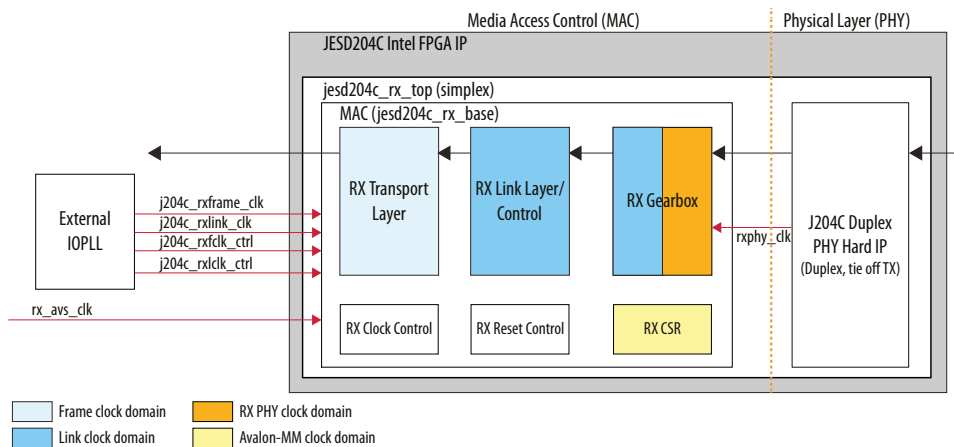 Media Access Control (MAC)
Physical Layer (PHY)
JESD204C Intel FPGA IP
jesd204c_rx_top (simplex)
MAC (jesd204c_rx_base)
RX Transport
Layer
RX Link Layer/
Control
RX Gearbox
J204C Duplex
PHY Hard IP
(Duplex, tie off TX)
rxphy_clk
External
IOPLL
j204c_rxframe_clk
j204c_rxlink_clk
j204c_rxfclk_ctrl
j204c_rxlclk_ctrl
rx_avs_clk
RX Clock Control
RX Reset Control
RX CSR
Frame clock domain
RX PHY clock domain
Link clock domain
Avalon-MM clock domain